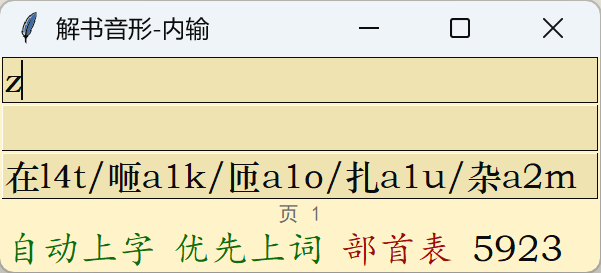 解书音形-内输
z
在l4t/咂a1k/匝a1o/扎a1u/杂a2m
页 1
自动上字 优先上词 部首表 5923